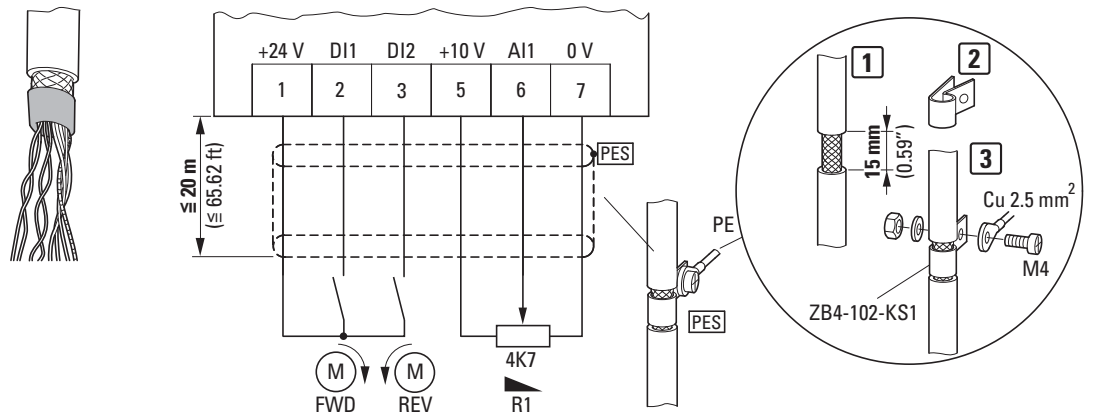 +24 V DI1 DI2 +10 V AI1 0 V
1 2 3 5 6 7
≦ 20 m
(≦ 65.62 ft)
PES
4K7
R1
M
FWD
M
REV
PE
PES
1
15 mm
(0.59″)
2
3
Cu 2.5 mm²
M4
ZB4-102-KS1